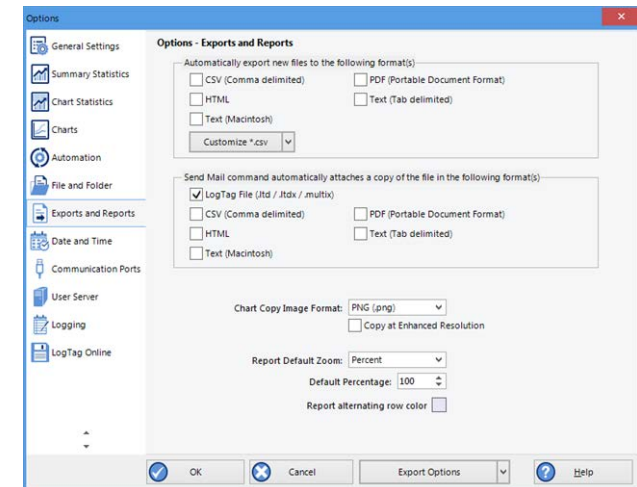 Options
General Settings
Summary Statistics
Chart Statistics
Charts
Automation
File and Folder
Exports and Reports
Date and Time
Communication Ports
User Server
Logging
LogTag Online
Options - Exports and Reports
Automatically export new files to the following format(s)
CSV (Comma delimited)
PDF (Portable Document Format)
HTML
Text (Tab delimited)
Text (Macintosh)
Customize *.csv
Send Mail command automatically attaches a copy of the file in the following format(s)
LogTag File (.ltd / .ltdx / .multix)
CSV (Comma delimited)
PDF (Portable Document Format)
HTML
Text (Tab delimited)
Text (Macintosh)
Chart Copy Image Format: PNG (.png)
Copy at Enhanced Resolution
Report Default Zoom: Percent
Default Percentage: 100
Report alternating row color
OK
Cancel
Export Options
Help